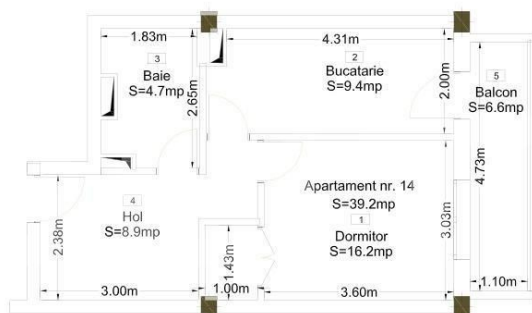 1.83m
4.31m
3
Baie
S=4.7mp
2.65m
2
Bucatarie
S=9.4mp
2.00m
5
Balcon
S=6.6mp
4.73m
Apartament nr. 14
S=39.2mp
1
Dormitor
S=16.2mp
3.03m
4
Hol
S=8.9mp
2.38m
1.43m
3.00m
1.00m
3.60m
1.10m